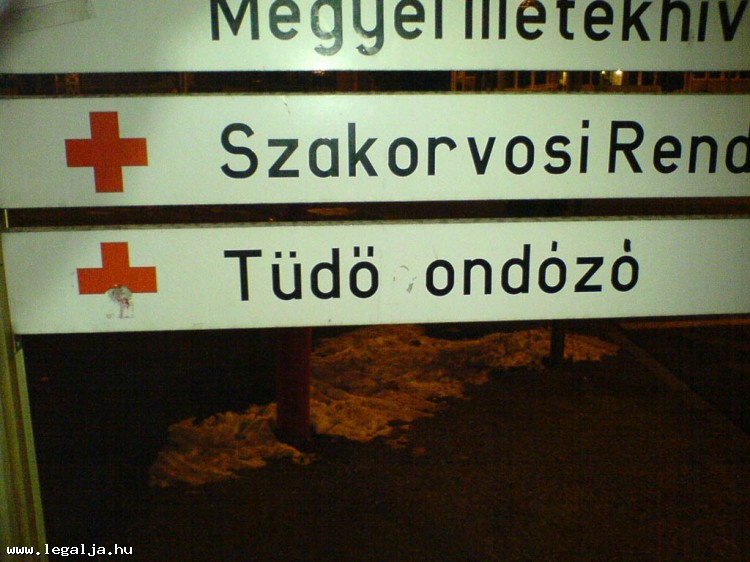 Megyei Illetékhiv
Szakorvosi Rend
Tüdö ondózó
www.legalja.hu